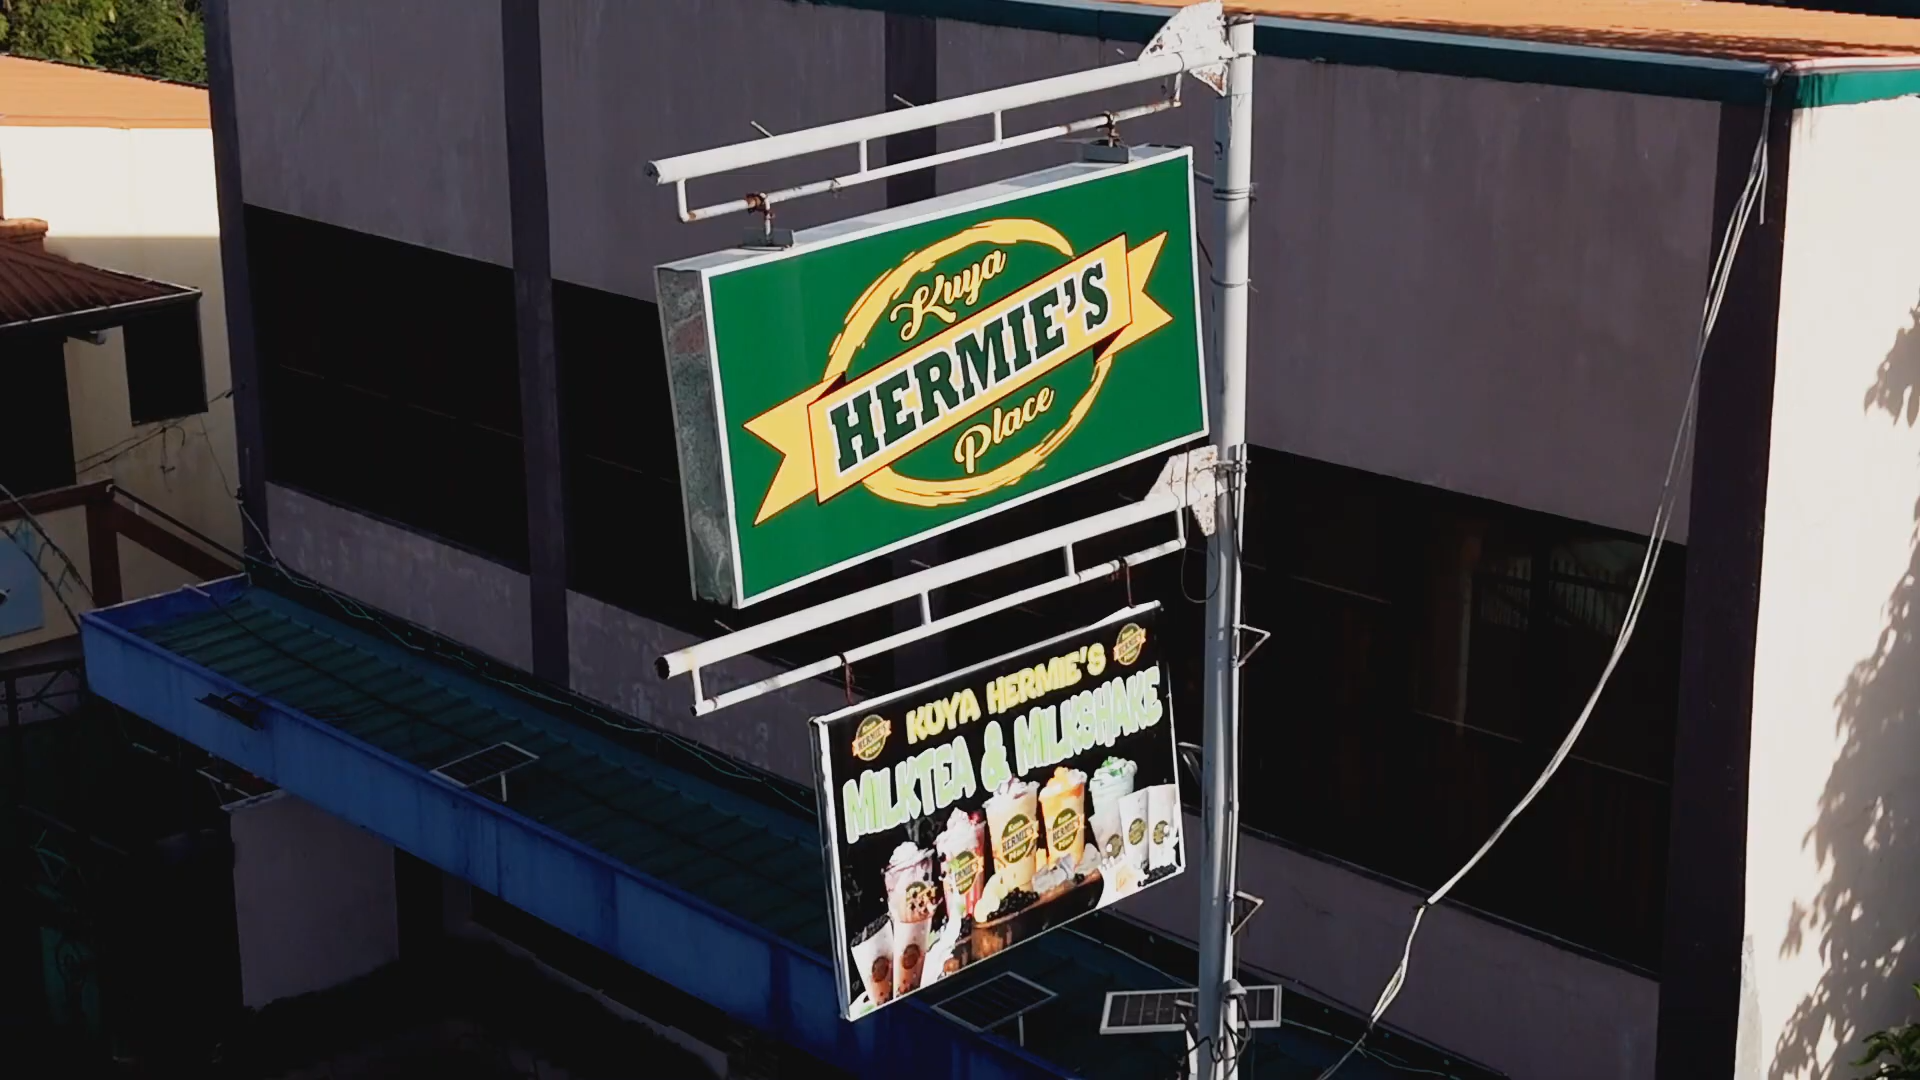 Kuya
HERMIE'S
Place
KUYA HERMIE'S
MILKTEA & MILKSHAKE